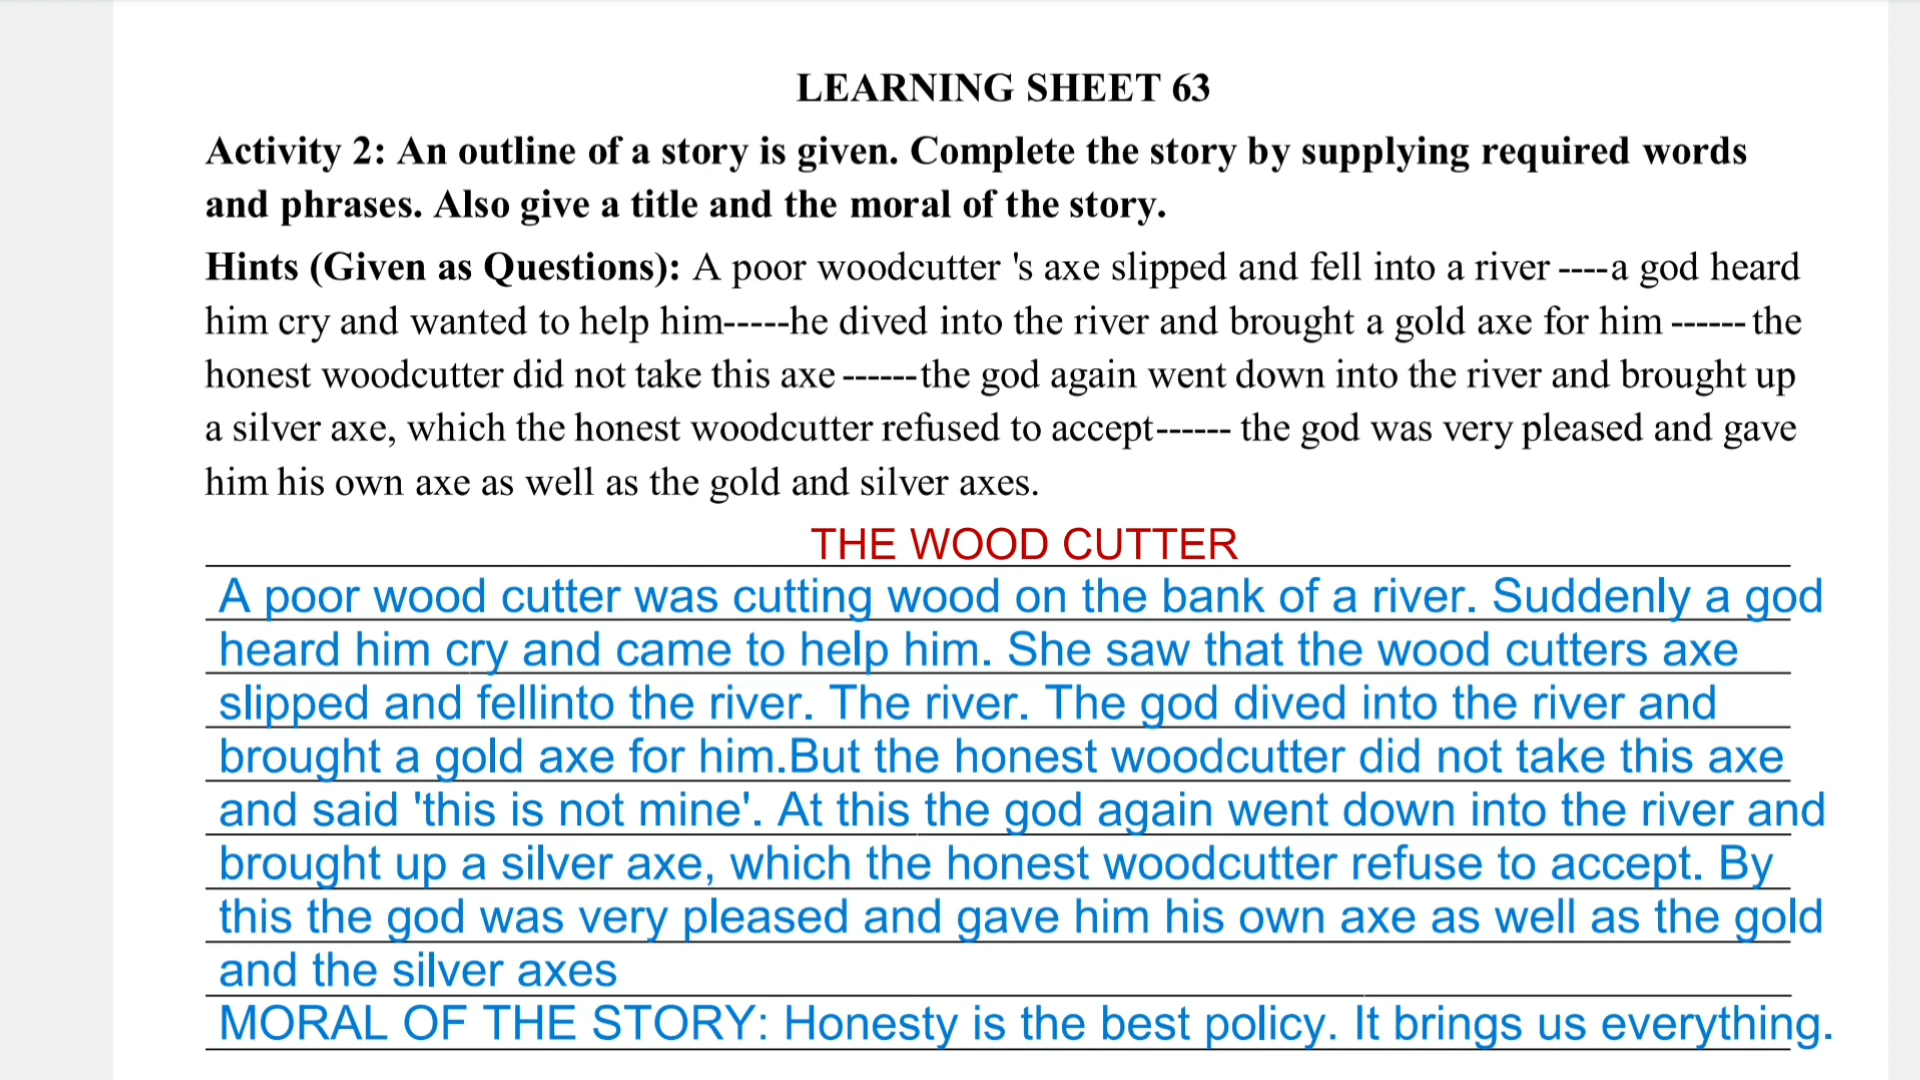 LEARNING SHEET 63
Activity 2: An outline of a story is given. Complete the story by supplying required words
and phrases. Also give a title and the moral of the story.
Hints (Given as Questions): A poor woodcutter 's axe slipped and fell into a river ----a god heard
him cry and wanted to help him-----he dived into the river and brought a gold axe for him ------ the
honest woodcutter did not take this axe ------the god again went down into the river and brought up
a silver axe, which the honest woodcutter refused to accept------ the god was very pleased and gave
him his own axe as well as the gold and silver axes.
THE WOOD CUTTER
A poor wood cutter was cutting wood on the bank of a river. Suddenly a god
heard him cry and came to help him. She saw that the wood cutters axe
slipped and fellinto the river. The river. The god dived into the river and
brought a gold axe for him.But the honest woodcutter did not take this axe
and said 'this is not mine'. At this the god again went down into the river and
brought up a silver axe, which the honest woodcutter refuse to accept. By
this the god was very pleased and gave him his own axe as well as the gold
and the silver axes
MORAL OF THE STORY: Honesty is the best policy. It brings us everything.